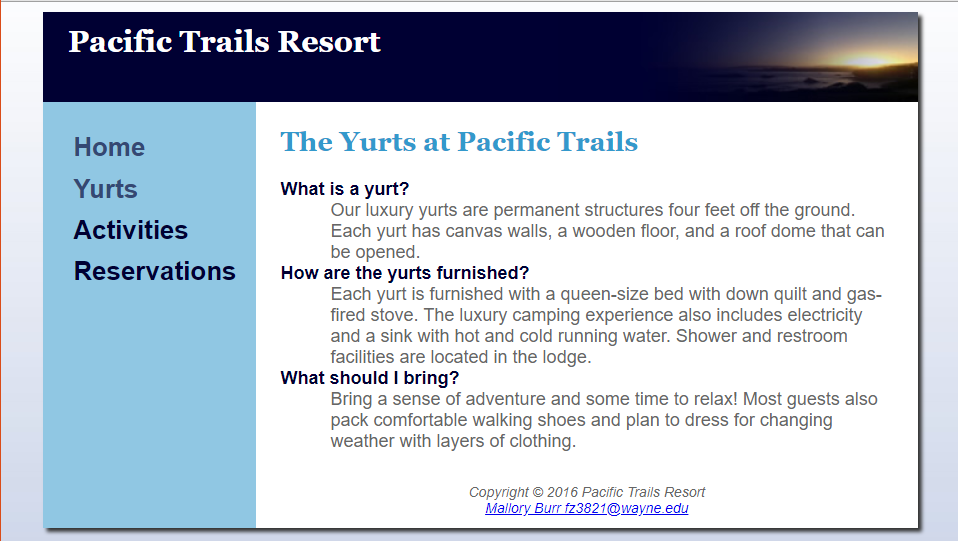 Pacific Trails Resort
Home
Yurts
Activities
Reservations
The Yurts at Pacific Trails
What is a yurt?
Our luxury yurts are permanent structures four feet off the ground.
Each yurt has canvas walls, a wooden floor, and a roof dome that can
be opened.
How are the yurts furnished?
Each yurt is furnished with a queen-size bed with down quilt and gas-
fired stove. The luxury camping experience also includes electricity
and a sink with hot and cold running water. Shower and restroom
facilities are located in the lodge.
What should I bring?
Bring a sense of adventure and some time to relax! Most guests also
pack comfortable walking shoes and plan to dress for changing
weather with layers of clothing.
Copyright © 2016 Pacific Trails Resort
Mallory Burr fz3821@wayne.edu